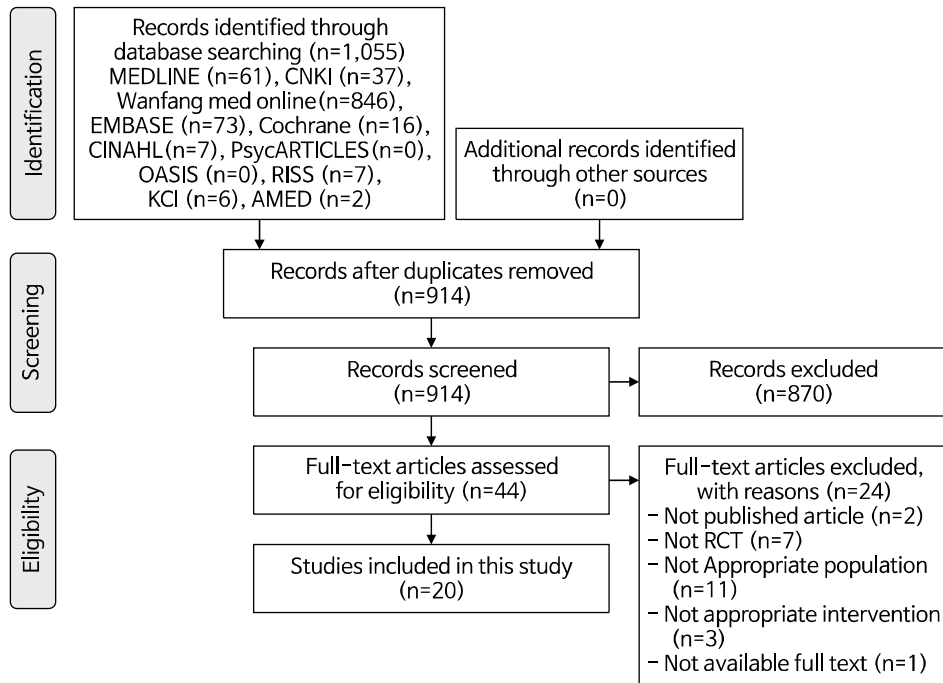 Identification
Records identified through
database searching (n=1,055)
MEDLINE (n=61), CNKI (n=37),
Wanfang med online(n=846),
EMBASE (n=73), Cochrane (n=16),
CINAHL(n=7), PsycARTICLES(n=0),
OASIS (n=0), RISS (n=7),
KCI (n=6), AMED (n=2)
Additional records identified
through other sources
(n=0)
Screening
Records after duplicates removed
(n=914)
Records screened
(n=914)
Records excluded
(n=870)
Eligibility
Full-text articles assessed
for eligibility (n=44)
Full-text articles excluded,
with reasons (n=24)
- Not published article (n=2)
- Not RCT (n=7)
- Not Appropriate population
(n=11)
- Not appropriate intervention
(n=3)
- Not available full text (n=1)
Studies included in this study
(n=20)